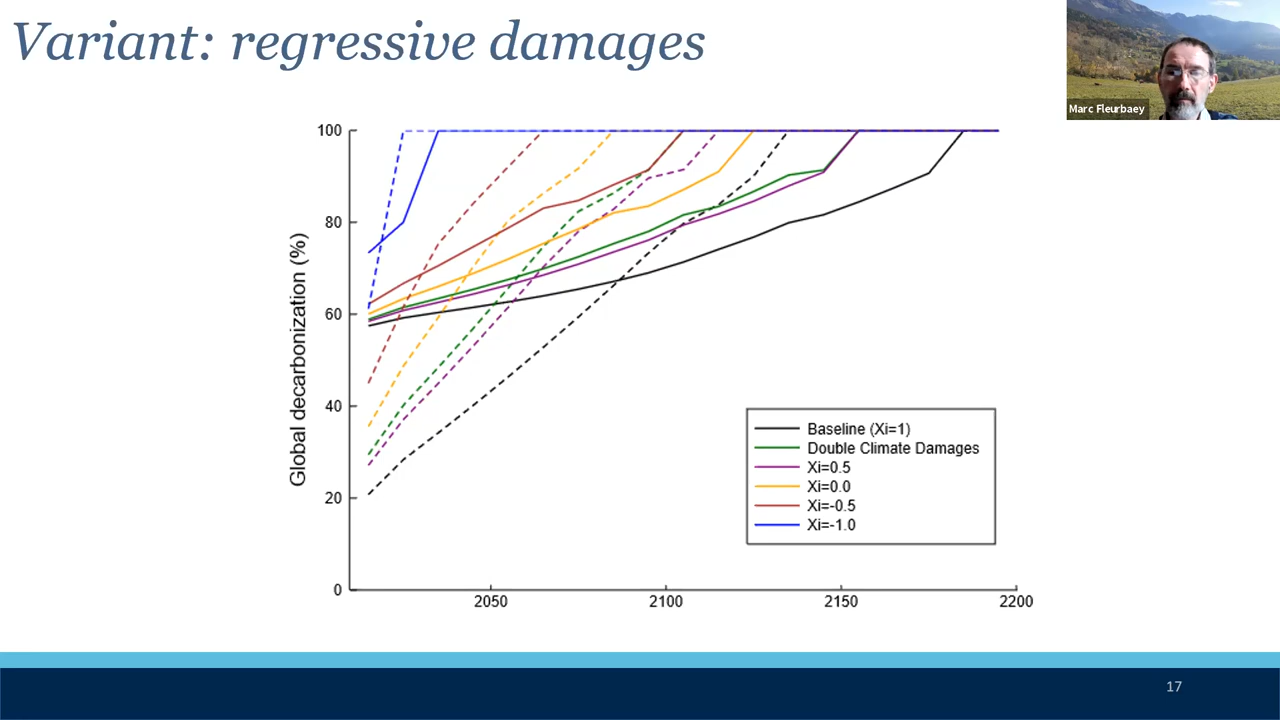 Variant: regressive damages
Marc Fleurbaey
Global decarbonization (%)
100
80
60
40
20
0
2050
2100
2150
2200
Baseline (Xi=1)
Double Climate Damages
Xi=0.5
Xi=0.0
Xi=-0.5
Xi=-1.0
17